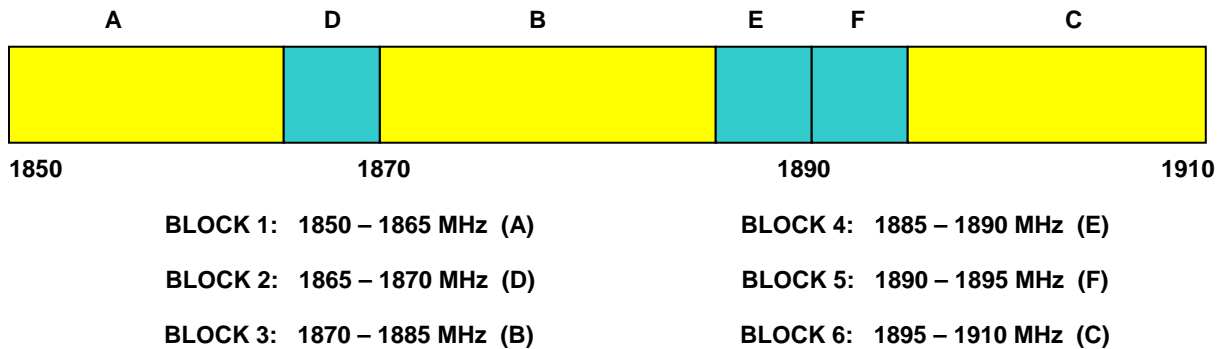 A D B E F C
1850 1870 1890 1910
BLOCK 1: 1850 – 1865 MHz (A) BLOCK 4: 1885 – 1890 MHz (E)
BLOCK 2: 1865 – 1870 MHz (D) BLOCK 5: 1890 – 1895 MHz (F)
BLOCK 3: 1870 – 1885 MHz (B) BLOCK 6: 1895 – 1910 MHz (C)